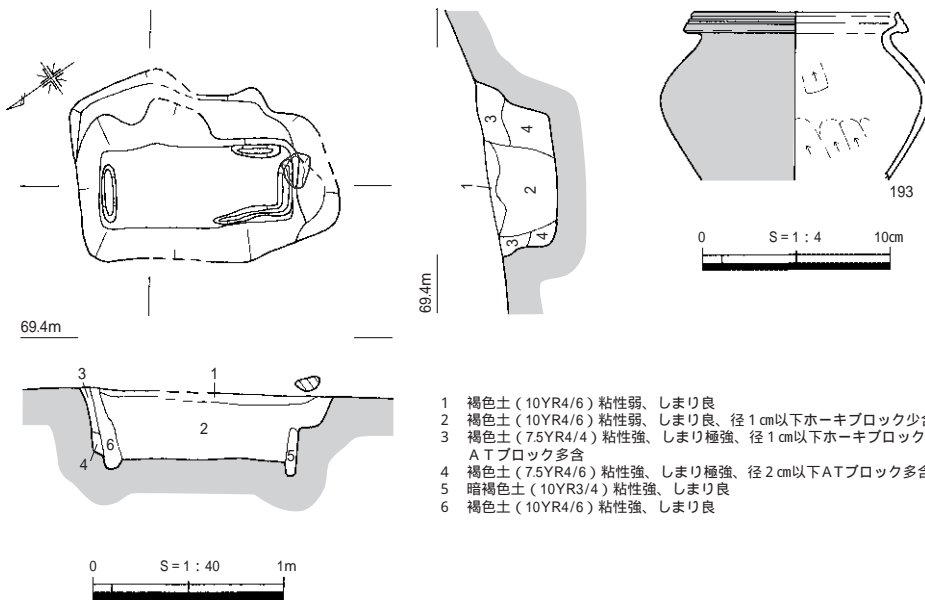 193
0 S=1:4 10㎝
69.4m
69.4m
1
2
3
4
3
4
3
1
2
6
4
5
1 褐色土（10YR4/6）粘性弱、しまり良
2 褐色土（10YR4/6）粘性弱、しまり良、径1㎝以下ホーキブロック少含
3 褐色土（7.5YR4/4）粘性強、しまり極強、径1㎝以下ホーキブロック
ATブロック多含
4 褐色土（7.5YR4/6）粘性強、しまり極強、径2㎝以下ATブロック多含
5 暗褐色土（10YR3/4）粘性強、しまり良
6 褐色土（10YR4/6）粘性強、しまり良
0 S=1:40 1m